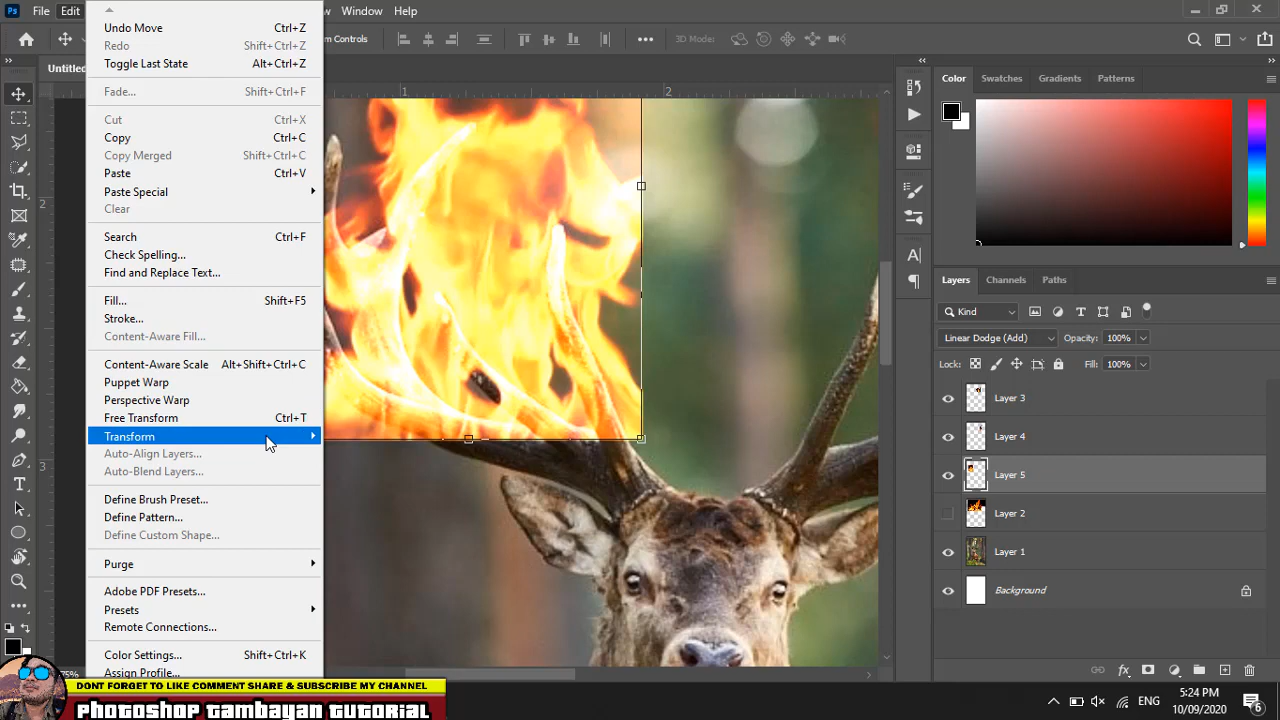 Ps File Edit Window Help
m Controls
3D Mode:
Untitled
Undo Move Ctrl+Z
Redo Shift+Ctrl+Z
Toggle Last State Alt+Ctrl+Z
Fade... Shift+Ctrl+F
Cut Ctrl+X
Copy Ctrl+C
Copy Merged Shift+Ctrl+C
Paste Ctrl+V
Paste Special
Clear
Search Ctrl+F
Check Spelling...
Find and Replace Text...
Fill... Shift+F5
Stroke...
Content-Aware Fill...
Content-Aware Scale Alt+Shift+Ctrl+C
Puppet Warp
Perspective Warp
Free Transform Ctrl+T
Transform
Auto-Align Layers...
Auto-Blend Layers...
Define Brush Preset...
Define Pattern...
Define Custom Shape...
Purge
Adobe PDF Presets...
Presets
Remote Connections...
Color Settings... Shift+Ctrl+K
Assign Profile...
1 2
2
3
Color Swatches Gradients Patterns
Layers Channels Paths
Kind
Linear Dodge (Add) Opacity: 100%
Lock: Fill: 100%
Layer 3
Layer 4
Layer 5
Layer 2
Layer 1
Background
DONT FORGET TO LIKE COMMENT SHARE & SUBSCRIBE MY CHANNEL
PHOTOSHOP TAMBAYAN TUTORIAL
ENG
5:24 PM
10/09/2020
6